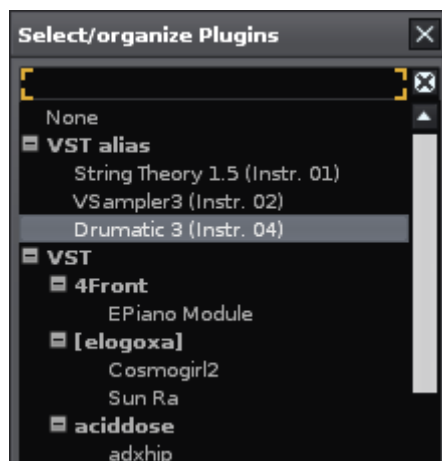 Select/organize Plugins
None
VST alias
String Theory 1.5 (Instr. 01)
VSampler3 (Instr. 02)
Drumatic 3 (Instr. 04)
VST
4Front
EPiano Module
[elogoxa]
Cosmogirl2
Sun Ra
aciddose
adxhip